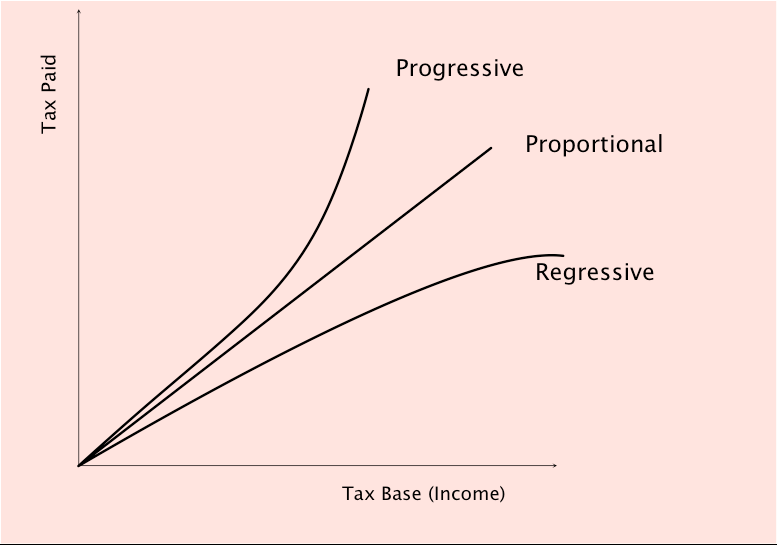 Progressive
Tax Paid
Proportional
Regressive
Tax Base (Income)